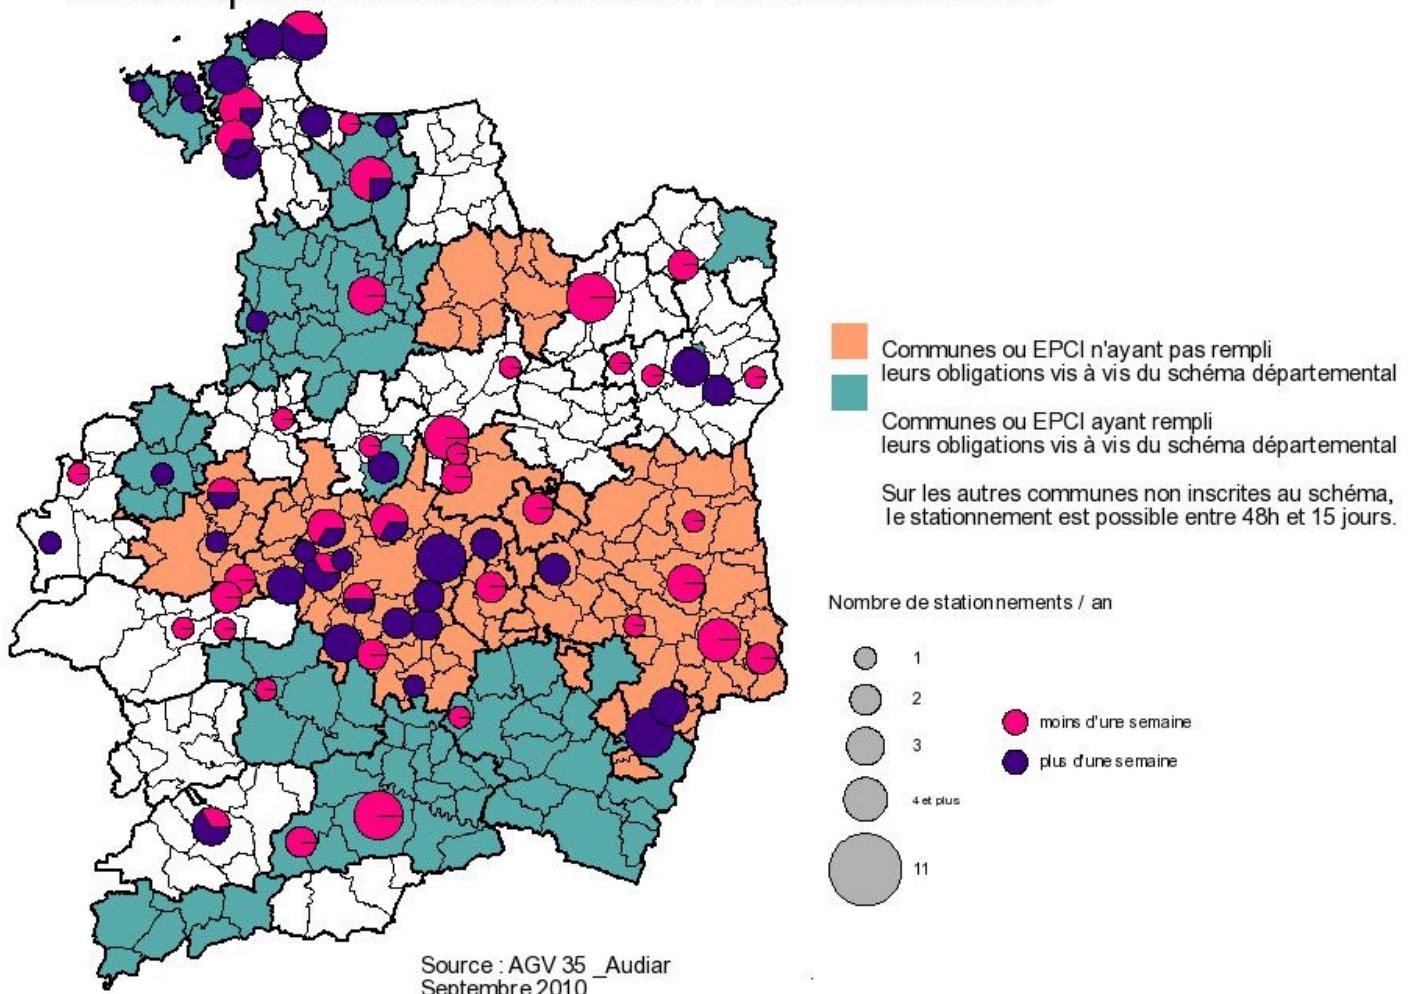 Communes ou EPCI n'ayant pas rempli
leurs obligations vis à vis du schéma départemental
Communes ou EPCI ayant rempli
leurs obligations vis à vis du schéma départemental
Sur les autres communes non inscrites au schéma,
le stationnement est possible entre 48h et 15 jours.
Nombre de stationnements / an
1
2
3
4 et plus
11
moins d'une semaine
plus d'une semaine
Source : AGV 35 _Audiar
Septembre 2010